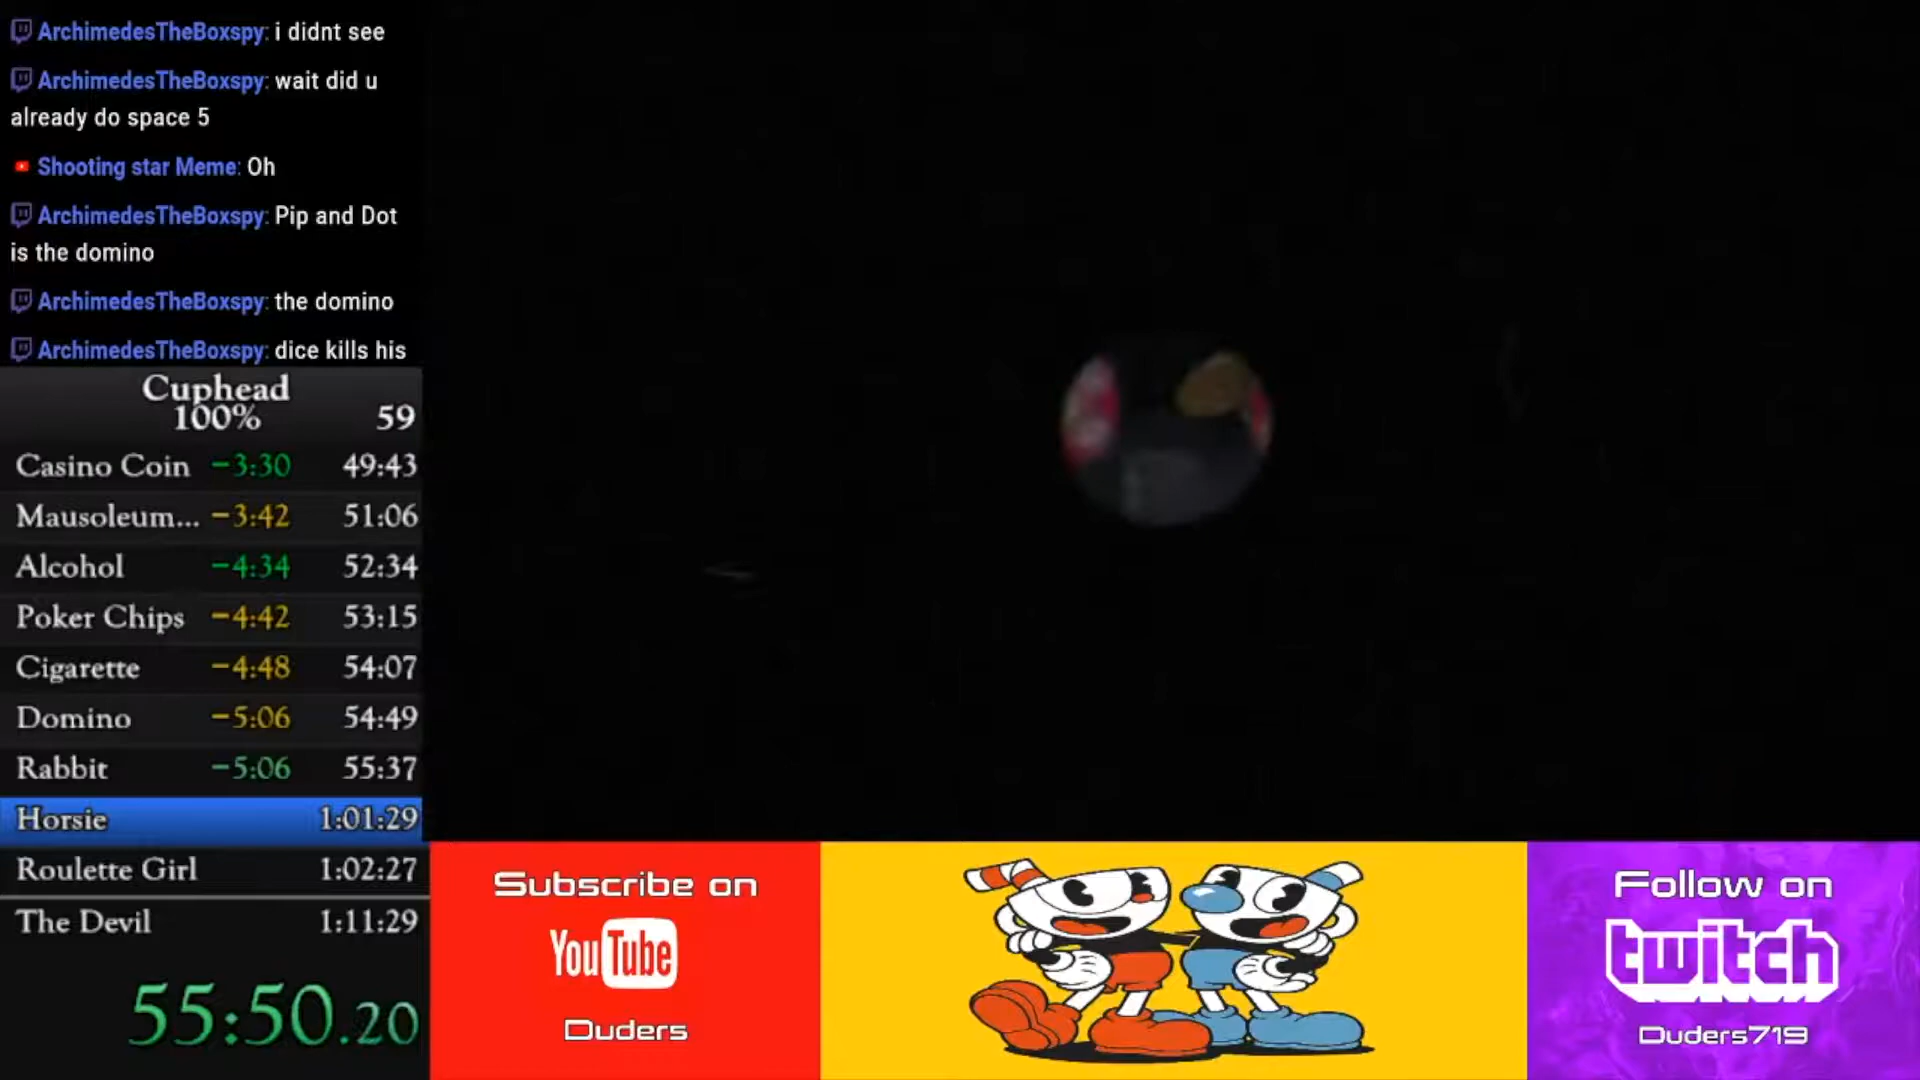 ArchimedesTheBoxspy: i didnt see
ArchimedesTheBoxspy: wait did u
already do space 5
Shooting star Meme: Oh
ArchimedesTheBoxspy: Pip and Dot
is the domino
ArchimedesTheBoxspy: the domino
ArchimedesTheBoxspy: dice kills his
Cuphead
100% 59
Casino Coin -3:30 49:43
Mausoleum... -3:42 51:06
Alcohol -4:34 52:34
Poker Chips -4:42 53:15
Cigarette -4:48 54:07
Domino -5:06 54:49
Rabbit -5:06 55:37
Horsie 1:01:29
Roulette Girl 1:02:27
The Devil 1:11:29
55:50.20
Subscribe on
YouTube
Duders
Follow on
twitch
Duders719